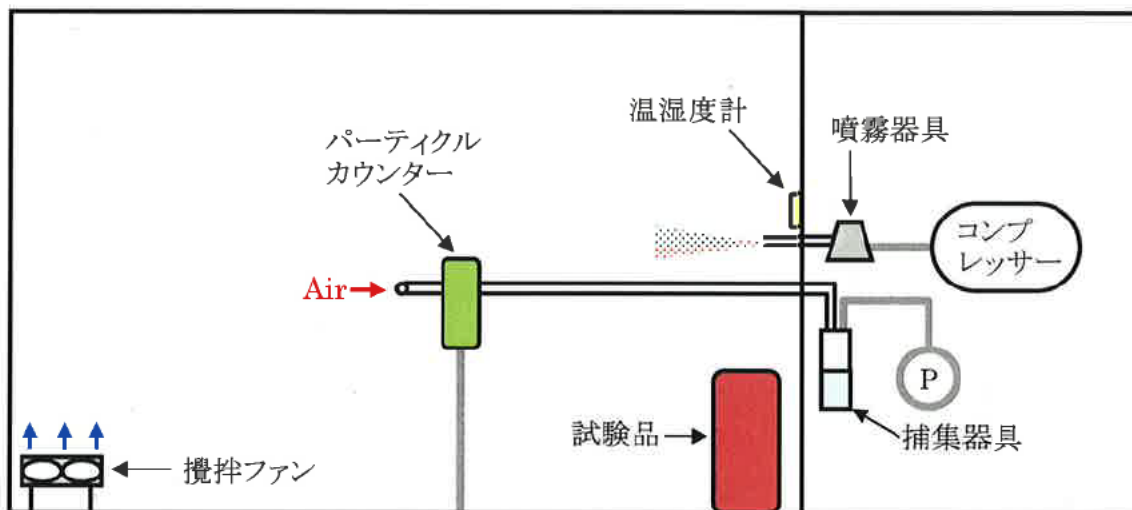 温湿度計
噴霧器具
パーティクル
カウンター
コンプ
レッサー
Air
P
試験品
捕集器具
攪拌ファン